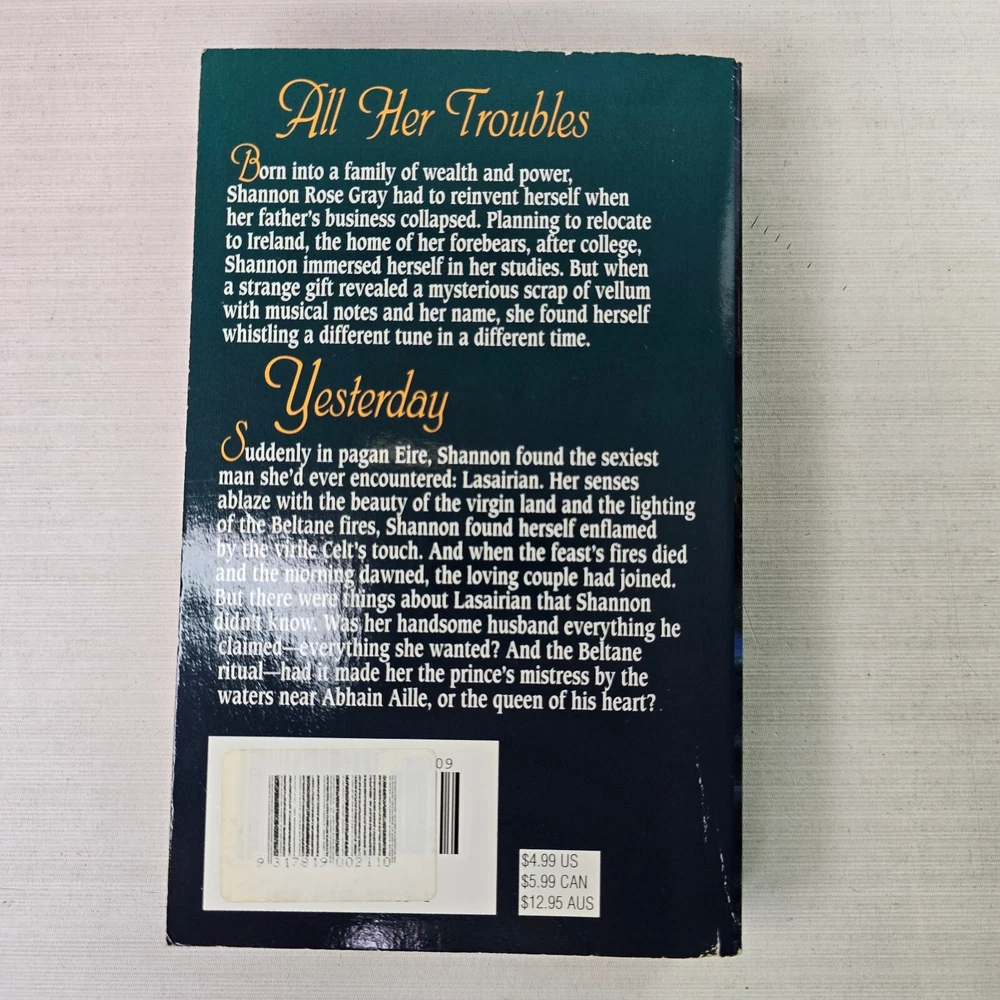 All Her Troubles
Born into a family of wealth and power,
Shannon Rose Gray had to reinvent herself when
her father's business collapsed. Planning to relocate
to Ireland, the home of her forebears, after college,
Shannon immersed herself in her studies. But when
a strange gift revealed a mysterious scrap of vellum
with musical notes and her name, she found herself
whistling a different tune in a different time.
Yesterday
Suddenly in pagan Eire, Shannon found the sexiest
man she'd ever encountered: Lasairian. Her senses
ablaze with the beauty of the virgin land and the lighting
of the Beltane fires, Shannon found herself enflamed
by the virile Celt's touch. And when the feast's fires died
and the morning dawned, the loving couple had joined.
But there were things about Lasairian that Shannon
didn't know. Was her handsome husband everything he
claimed—everything she wanted? And the Beltane
ritual—had it made her the prince's mistress by the
waters near Abhain Aille, or the queen of his heart?
09
9 317819 002110
$4.99 US
$5.99 CAN
$12.95 AUS